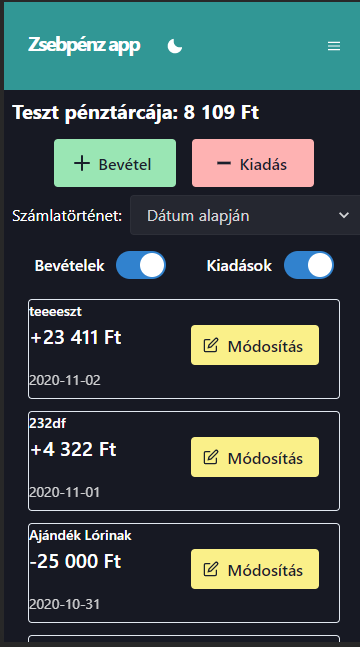 Zsebpénz app
Teszt pénztárcája: 8 109 Ft
+ Bevétel − Kiadás
Számlatörténet: Dátum alapján
Bevételek Kiadások
teeeeszt
+23 411 Ft
Módosítás
2020-11-02
232df
+4 322 Ft
Módosítás
2020-11-01
Ajándék Lórinak
-25 000 Ft
Módosítás
2020-10-31